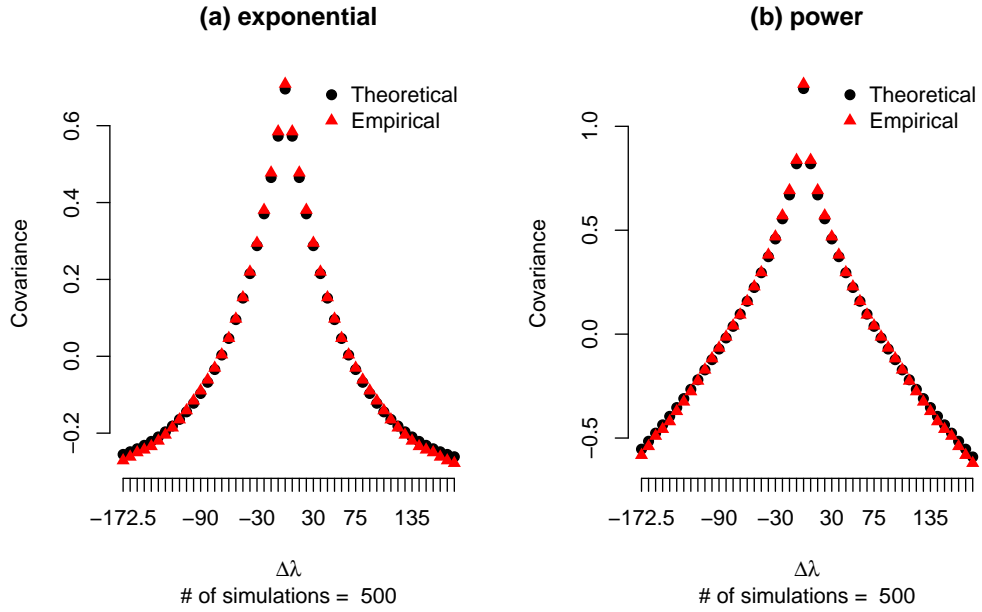 (a) exponential
Theoretical
Empirical
Covariance
0.6
0.4
0.2
0.0
−0.2
−172.5 −90 −30 30 75 135
Δλ
# of simulations = 500
(b) power
Theoretical
Empirical
Covariance
1.0
0.5
0.0
−0.5
−172.5 −90 −30 30 75 135
Δλ
# of simulations = 500